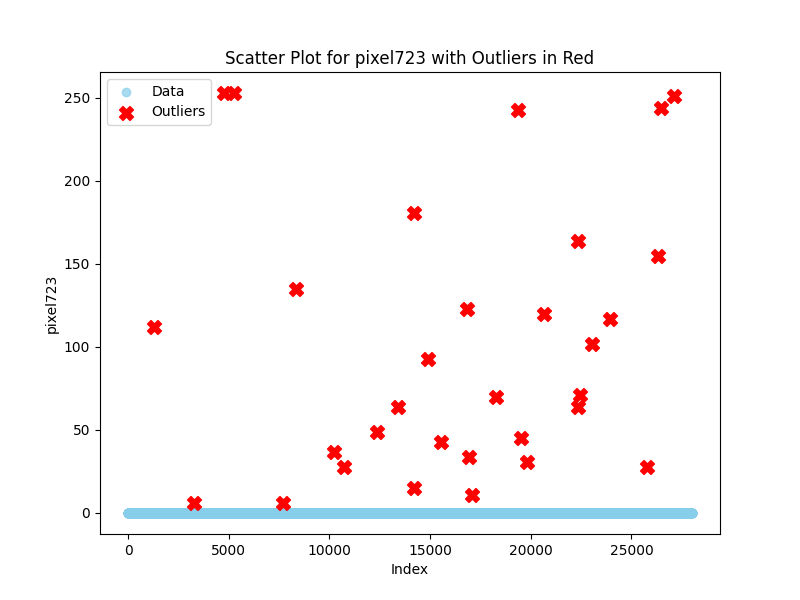 Scatter Plot for pixel723 with Outliers in Red
Data
Outliers
250
200
150
100
50
0
pixel723
0 5000 10000 15000 20000 25000
Index